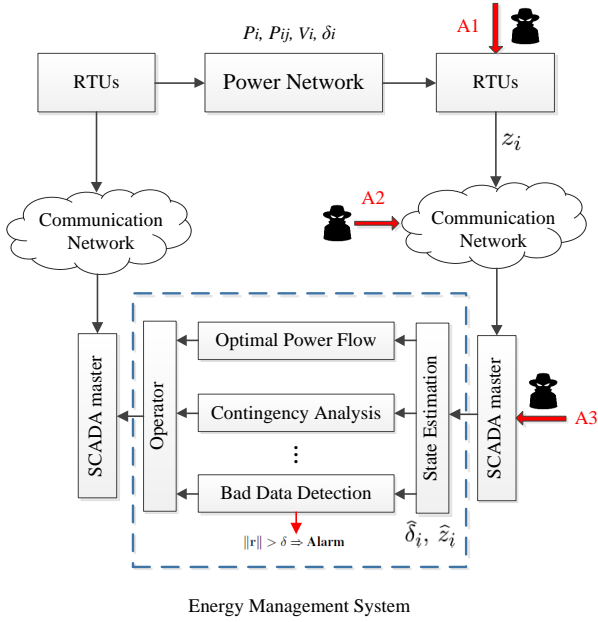 Pi, Pij, Vi, δi
A1
RTUs
Power Network
RTUs
zᵢ
A2
Communication
Network
Communication
Network
Optimal Power Flow
Contingency Analysis
Bad Data Detection
Operator
State Estimation
SCADA master
SCADA master
A3
‖r‖ > δ ⇒ Alarm
δ̂ᵢ, ẑᵢ
Energy Management System